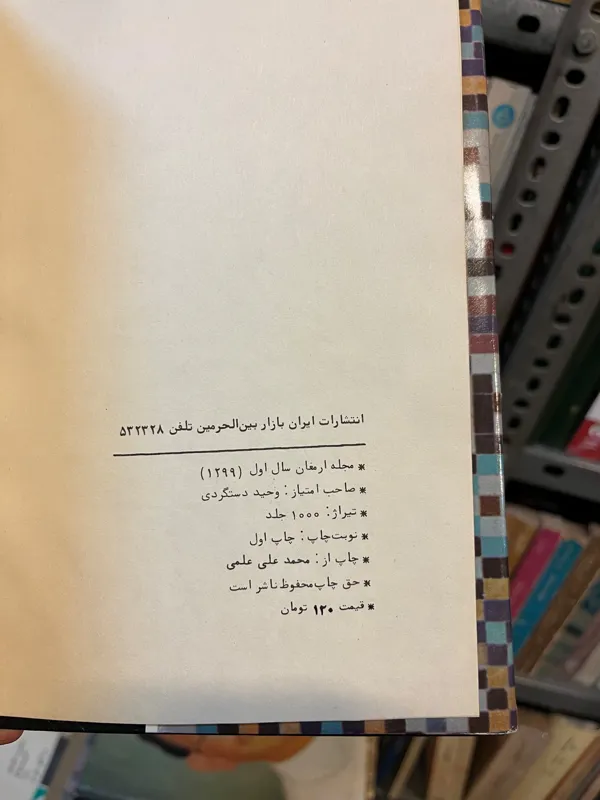 انتشارات ایران بازار بین‌الحرمین تلفن ۵۳۲۳۲۸
* مجله ارمغان سال اول (۱۲۹۹)
* صاحب امتیاز: وحید دستگردی
* تیراژ: ۱۰۰۰ جلد
* نوبت‌چاپ: چاپ اول
* چاپ از: محمد علی علمی
* حق چاپ‌محفوظ ناشر است
* قیمت ۱۲۰ تومان